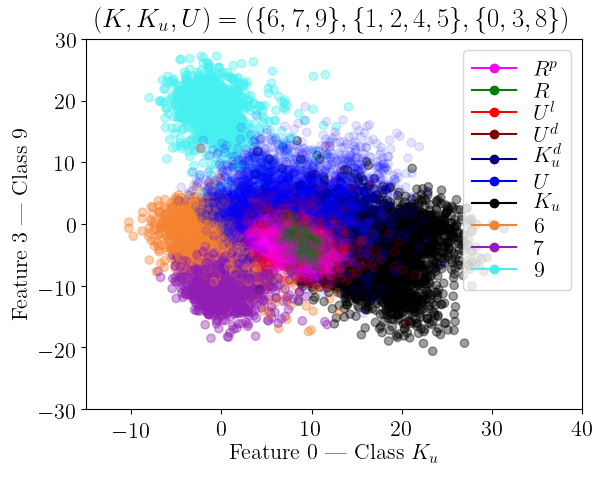 (K, K_u, U) = ({6, 7, 9}, {1, 2, 4, 5}, {0, 3, 8})
30
20
10
0
−10
−20
−30
Feature 3 — Class 9
R^p
R
U^l
U^d
K_u^d
U
K_u
6
7
9
−10 0 10 20 30 40
Feature 0 — Class K_u